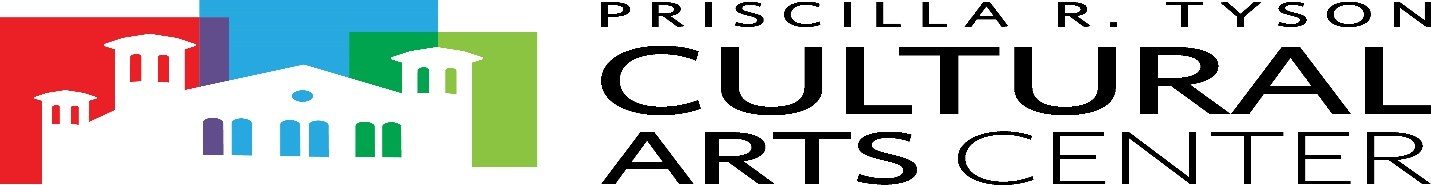 PRISCILLA R. TYSON
CULTURAL
ARTS CENTER